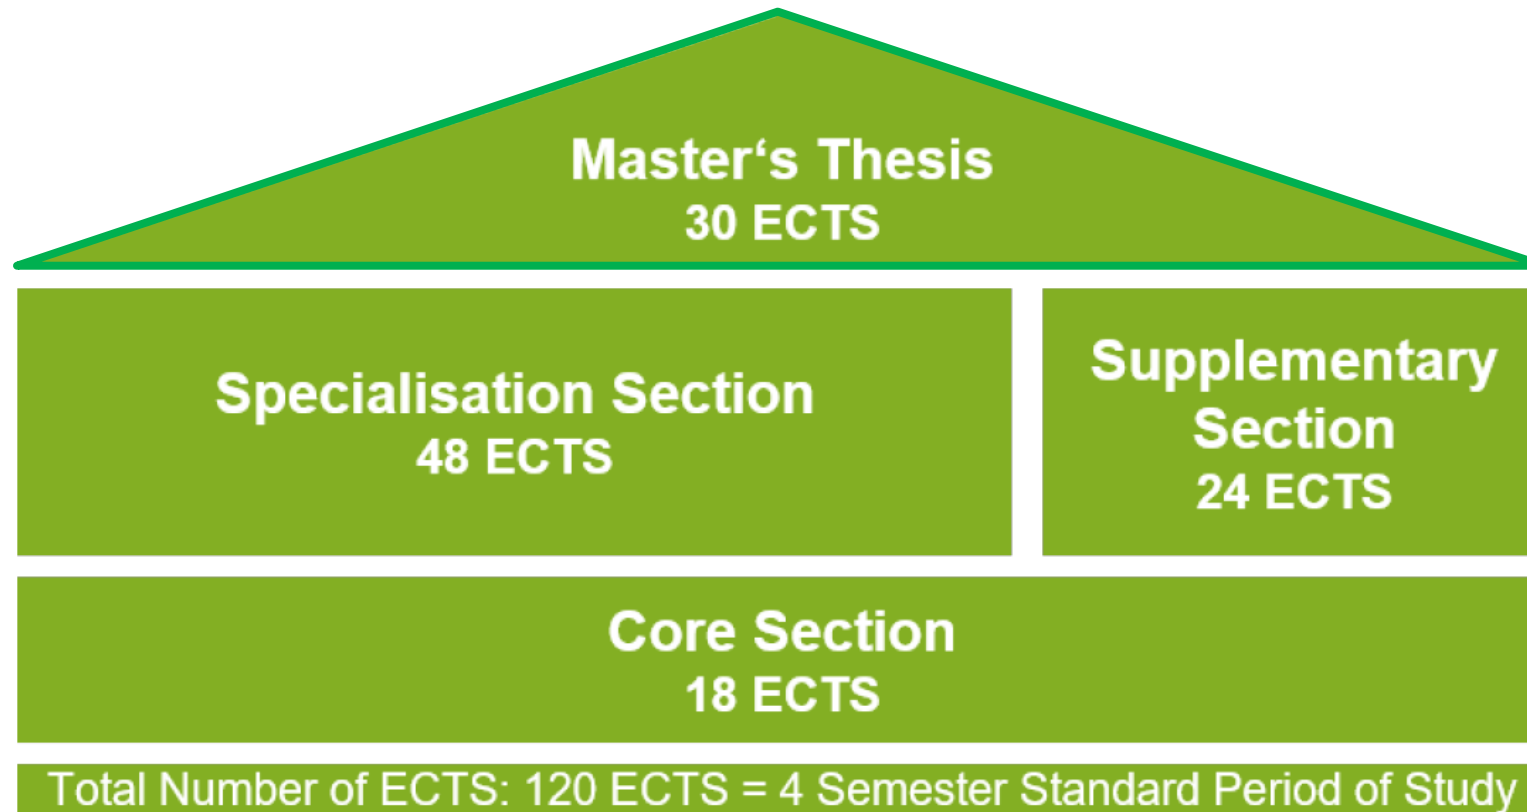 Master‘s Thesis
30 ECTS
Specialisation Section
48 ECTS
Supplementary
Section
24 ECTS
Core Section
18 ECTS
Total Number of ECTS: 120 ECTS = 4 Semester Standard Period of Study